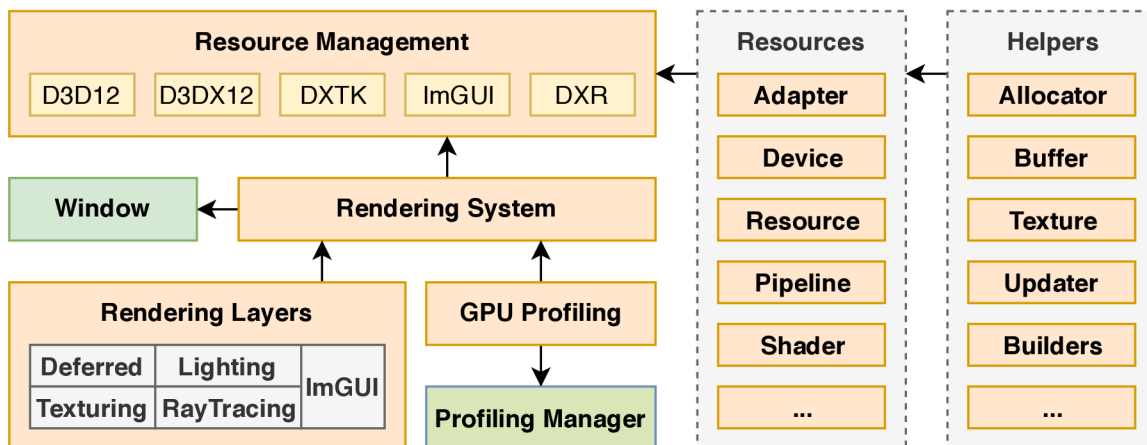 Resource Management
D3D12
D3DX12
DXTK
ImGUI
DXR
Window
Rendering System
Rendering Layers
Deferred
Lighting
ImGUI
Texturing
RayTracing
GPU Profiling
Profiling Manager
Resources
Adapter
Device
Resource
Pipeline
Shader
...
Helpers
Allocator
Buffer
Texture
Updater
Builders
...